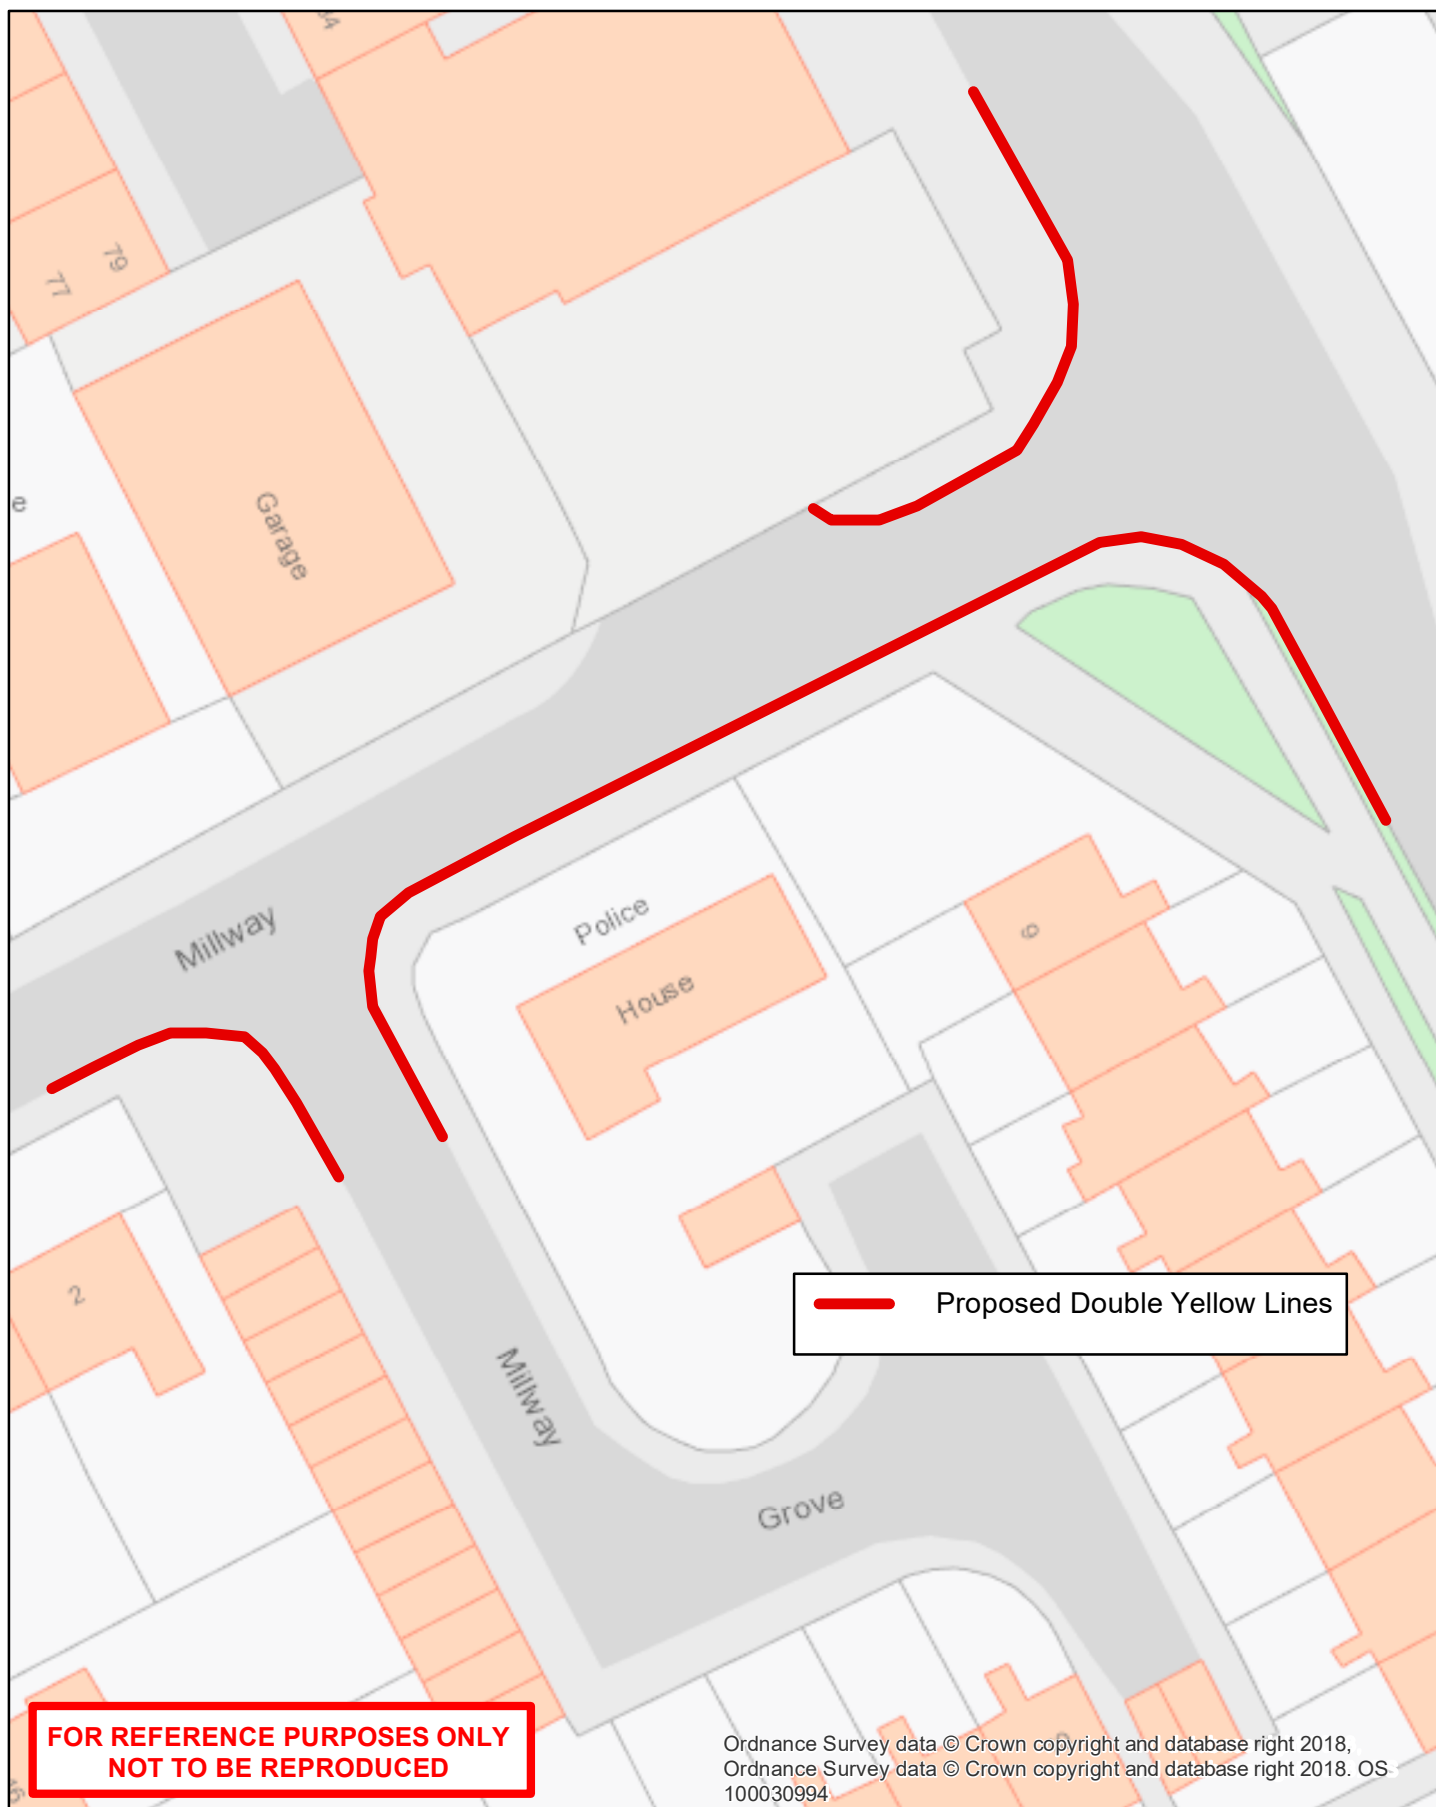 84
79
77
e
Garage
Millway
Police
House
6
2
Proposed Double Yellow Lines
Millway
Grove
FOR REFERENCE PURPOSES ONLY
NOT TO BE REPRODUCED
Ordnance Survey data © Crown copyright and database right 2018,
Ordnance Survey data © Crown copyright and database right 2018. OS
100030994